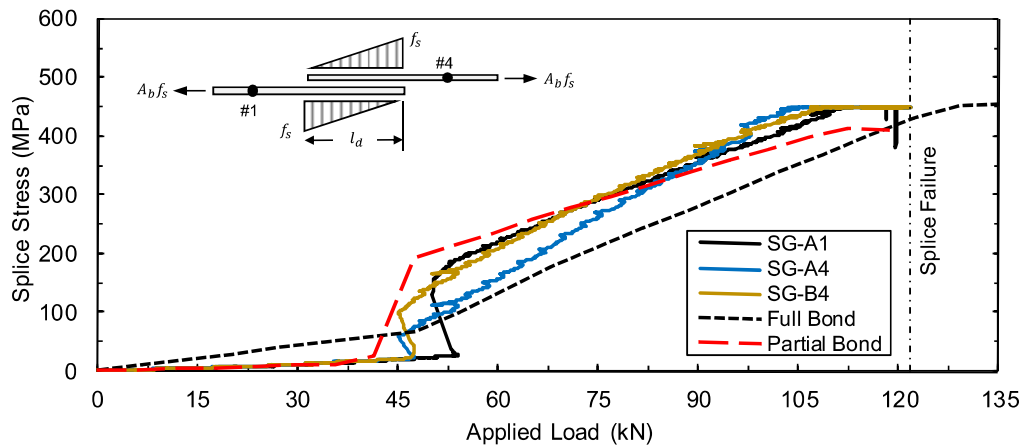 600
500
400
300
200
100
0
Splice Stress (MPa)
0 15 30 45 60 75 90 105 120 135
Applied Load (kN)
f_s
#4
A_b f_s
A_b f_s
#1
f_s
l_d
SG-A1
SG-A4
SG-B4
Full Bond
Partial Bond
Splice Failure